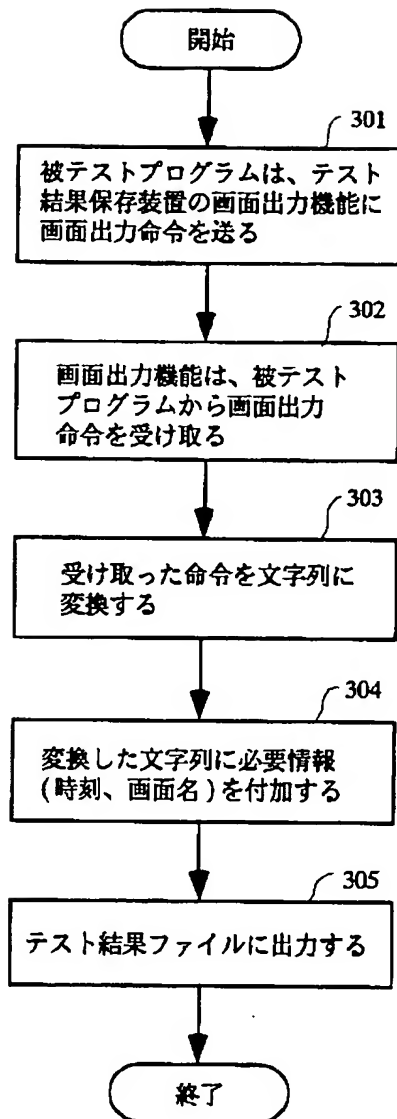 開始
301
被テストプログラムは、テスト
結果保存装置の画面出力機能に
画面出力命令を送る
302
画面出力機能は、被テスト
プログラムから画面出力
命令を受け取る
303
受け取った命令を文字列に
変換する
304
変換した文字列に必要情報
(時刻、画面名)を付加する
305
テスト結果ファイルに出力する
終了